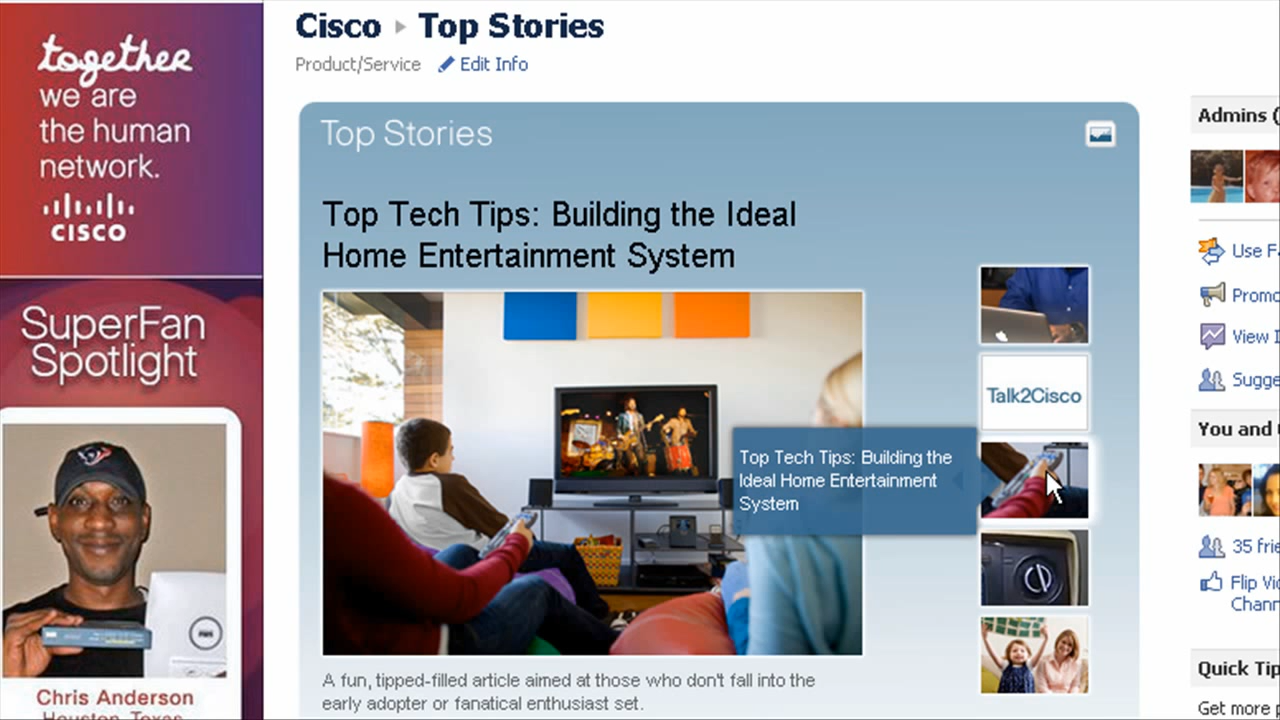 together
we are
the human
network.
CISCO
SuperFan
Spotlight
Chris Anderson
Houston, Texas
Cisco ▸ Top Stories
Product/Service Edit Info
Top Stories
Top Tech Tips: Building the Ideal
Home Entertainment System
Talk2Cisco
Top Tech Tips: Building the
Ideal Home Entertainment
System
A fun, tipped-filled article aimed at those who don't fall into the
early adopter or fanatical enthusiast set.
Admins (
Use F
Promo
View I
Sugge
You and
35 frie
Flip Vi
Chann
Quick Tip
Get more p